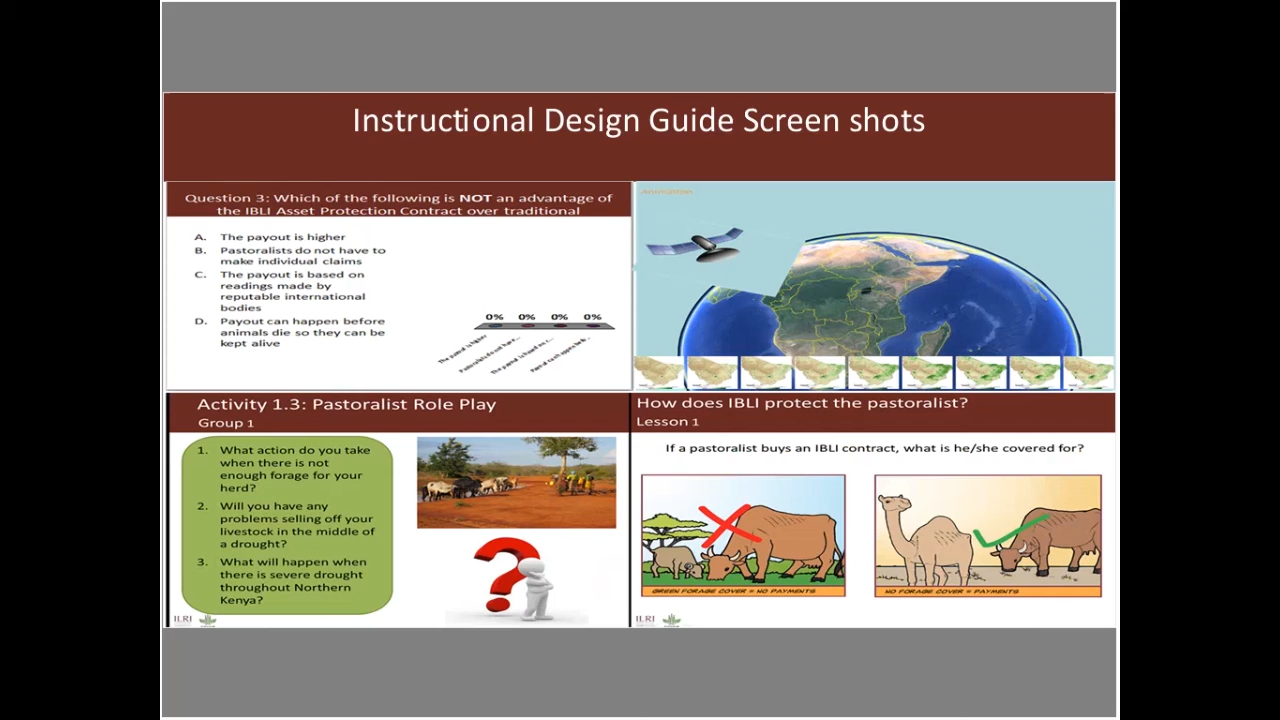 Instructional Design Guide Screen shots
Question 3: Which of the following is NOT an advantage of
the IBLI Asset Protection Contract over traditional
A. The payout is higher
B. Pastoralists do not have to
make individual claims
C. The payout is based on
readings made by
reputable international
bodies
D. Payout can happen before
animals die so they can be
kept alive
0% 0% 0% 0%
The payout is higher
Animation
Activity 1.3: Pastoralist Role Play
Group 1
1. What action do you take
when there is not
enough forage for your
herd?
2. Will you have any
problems selling off your
livestock in the middle of
a drought?
3. What will happen when
there is severe drought
throughout Northern
Kenya?
ILRI
How does IBLI protect the pastoralist?
Lesson 1
If a pastoralist buys an IBLI contract, what is he/she covered for?
GREEN FORAGE COVER = NO PAYMENTS
NO FORAGE COVER = PAYMENTS
ILRI